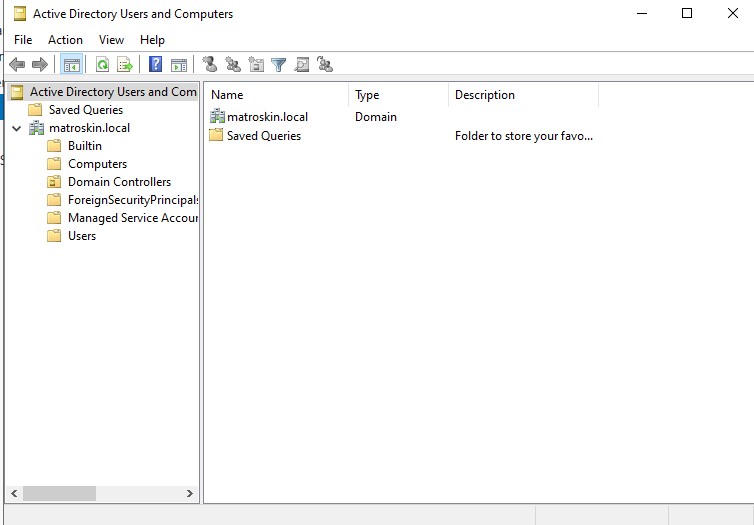 Active Directory Users and Computers
File Action View Help
Active Directory Users and Com
Saved Queries
matroskin.local
Builtin
Computers
Domain Controllers
ForeignSecurityPrincipals
Managed Service Accour
Users
Name Type Description
matroskin.local Domain
Saved Queries Folder to store your favo...